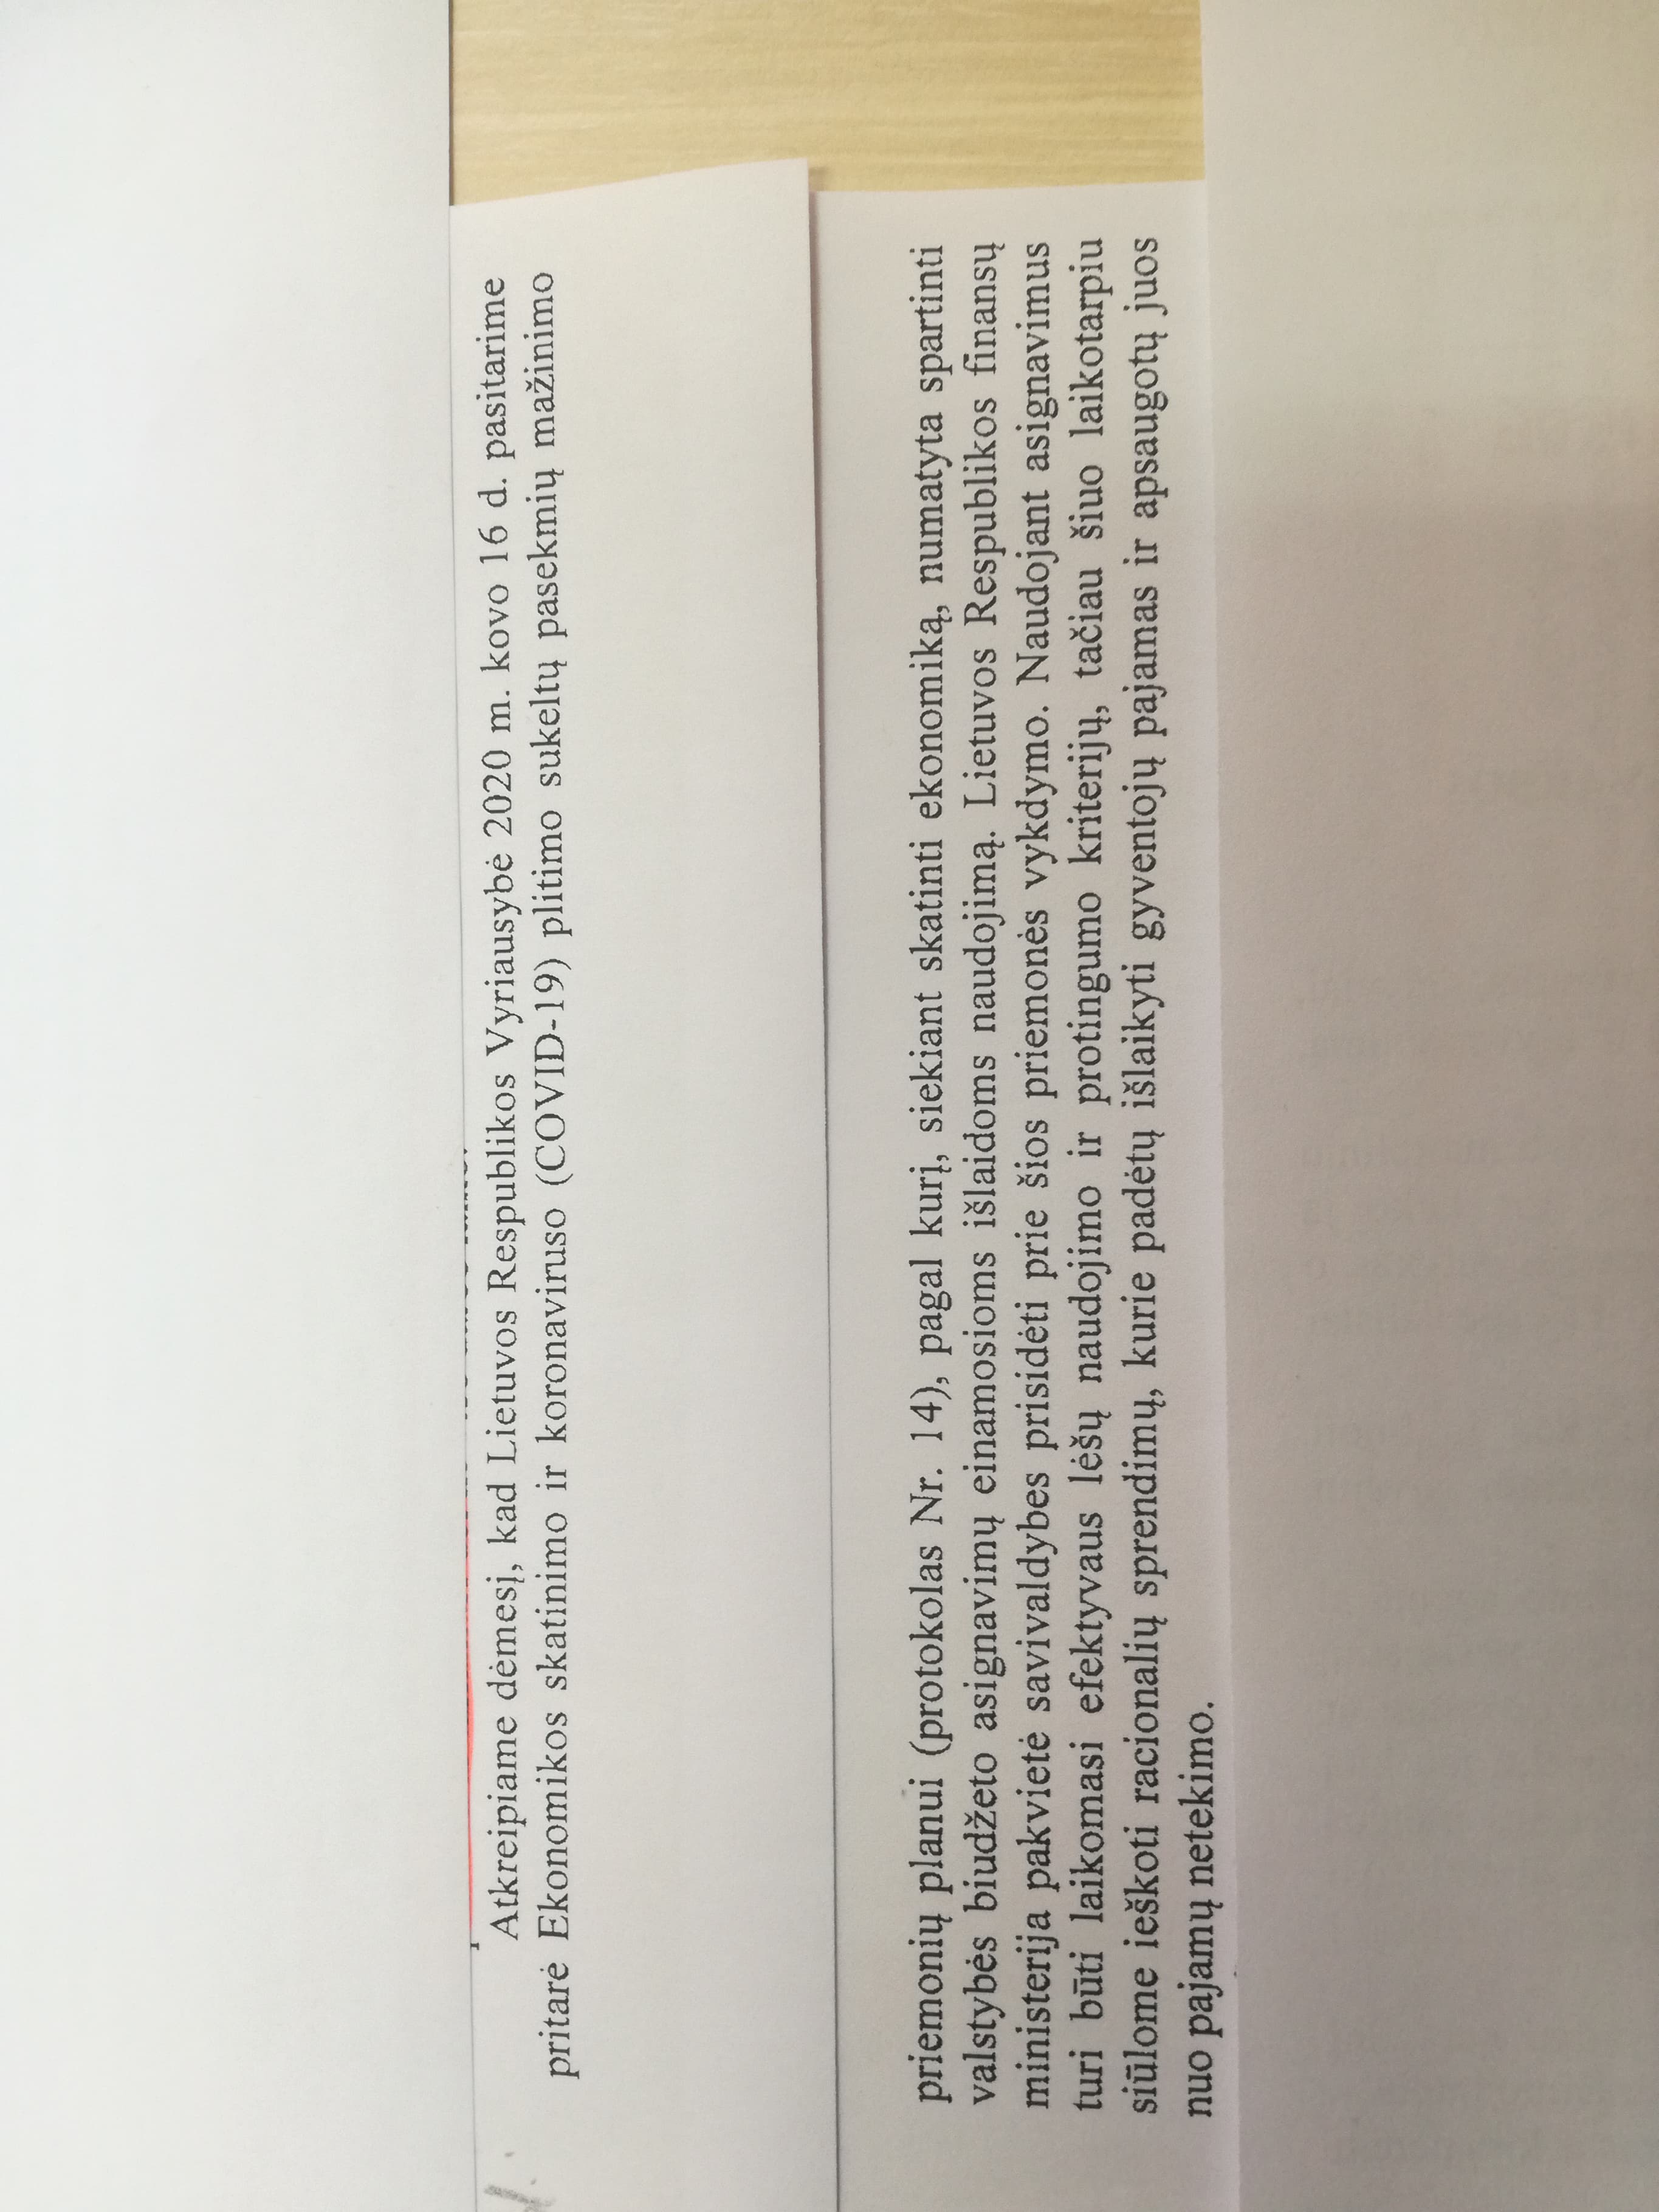 Atkreipiame dėmesį, kad Lietuvos Respublikos Vyriausybė 2020 m. kovo 16 d. pasitarime
pritarė Ekonomikos skatinimo ir koronaviruso (COVID-19) plitimo sukeltų pasekmių mažinimo
priemonių planui (protokolas Nr. 14), pagal kurį, siekiant skatinti ekonomiką, numatyta spartinti
valstybės biudžeto asignavimų einamosioms išlaidoms naudojimą. Lietuvos Respublikos finansų
ministerija pakvietė savivaldybes prisidėti prie šios priemonės vykdymo. Naudojant asignavimus
turi būti laikomasi efektyvaus lėšų naudojimo ir protingumo kriterijų, tačiau šiuo laikotarpiu
siūlome ieškoti racionalių sprendimų, kurie padėtų išlaikyti gyventojų pajamas ir apsaugotų juos
nuo pajamų netekimo.